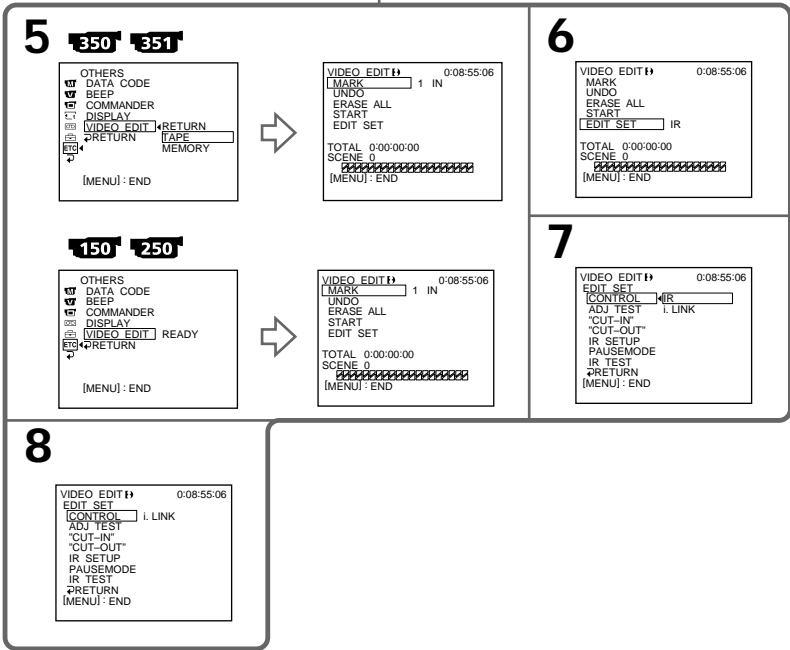 5
350 351
OTHERS
DATA CODE
BEEP
COMMANDER
DISPLAY
VIDEO EDIT RETURN
RETURN TAPE
ETC MEMORY
[MENU] : END
VIDEO EDIT 0:08:55:06
MARK 1 IN
UNDO
ERASE ALL
START
EDIT SET
TOTAL 0:00:00:00
SCENE 0
[MENU] : END
150 250
OTHERS
DATA CODE
BEEP
COMMANDER
DISPLAY
VIDEO EDIT READY
ETC RETURN
[MENU] : END
VIDEO EDIT 0:08:55:06
MARK 1 IN
UNDO
ERASE ALL
START
EDIT SET
TOTAL 0:00:00:00
SCENE 0
[MENU] : END
6
VIDEO EDIT 0:08:55:06
MARK
UNDO
ERASE ALL
START
EDIT SET IR
TOTAL 0:00:00:00
SCENE 0
[MENU] : END
7
VIDEO EDIT 0:08:55:06
EDIT SET
CONTROL IR
ADJ TEST i. LINK
"CUT–IN"
"CUT–OUT"
IR SETUP
PAUSEMODE
IR TEST
RETURN
[MENU] : END
8
VIDEO EDIT 0:08:55:06
EDIT SET
CONTROL i. LINK
ADJ TEST
"CUT–IN"
"CUT–OUT"
IR SETUP
PAUSEMODE
IR TEST
RETURN
[MENU] : END